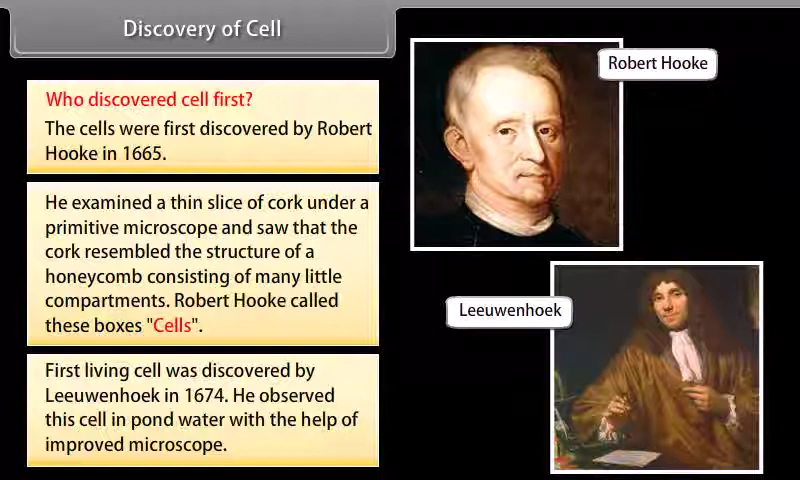 Discovery of Cell
Who discovered cell first?
The cells were first discovered by Robert
Hooke in 1665.
He examined a thin slice of cork under a
primitive microscope and saw that the
cork resembled the structure of a
honeycomb consisting of many little
compartments. Robert Hooke called
these boxes "Cells".
First living cell was discovered by
Leeuwenhoek in 1674. He observed
this cell in pond water with the help of
improved microscope.
Robert Hooke
Leeuwenhoek